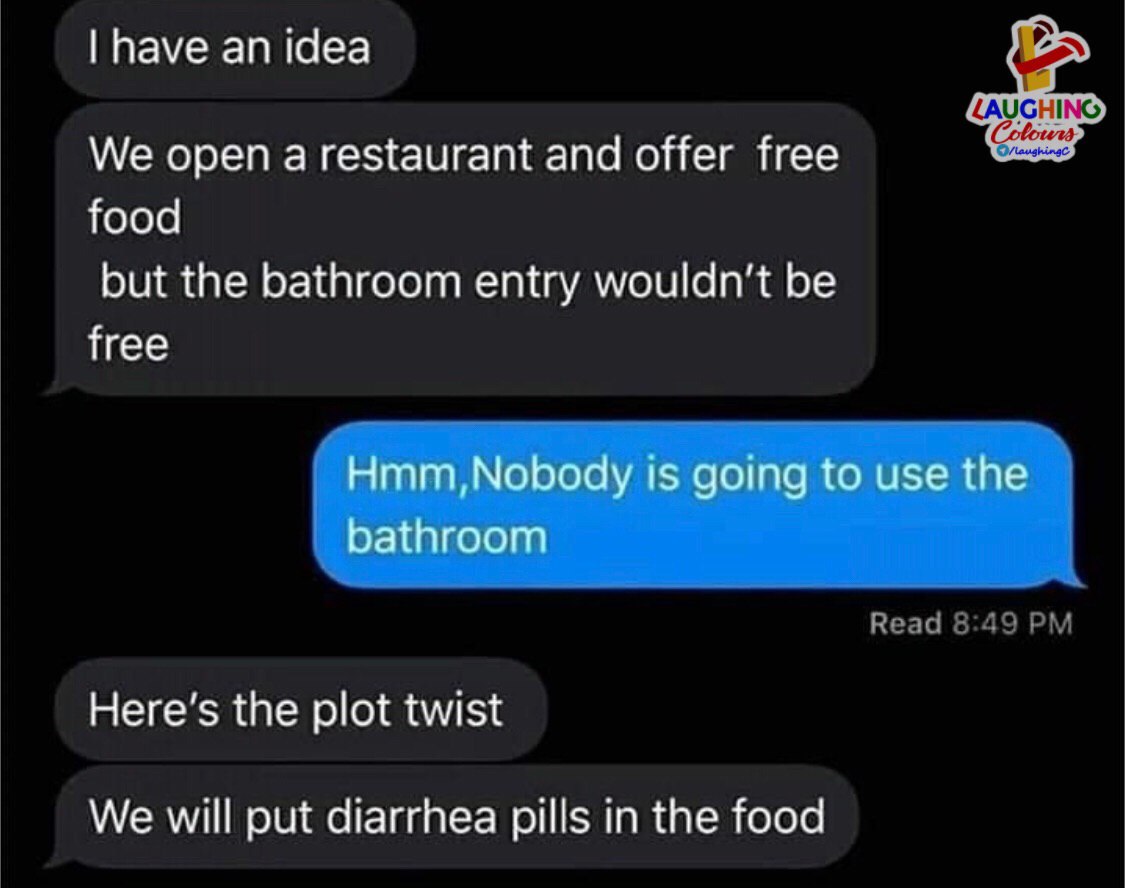 I have an idea
LAUGHING
Colours
/laughingC
We open a restaurant and offer  free
food
but the bathroom entry wouldn't be
free
Hmm,Nobody is going to use the
bathroom
Read 8:49 PM
Here's the plot twist
We will put diarrhea pills in the food